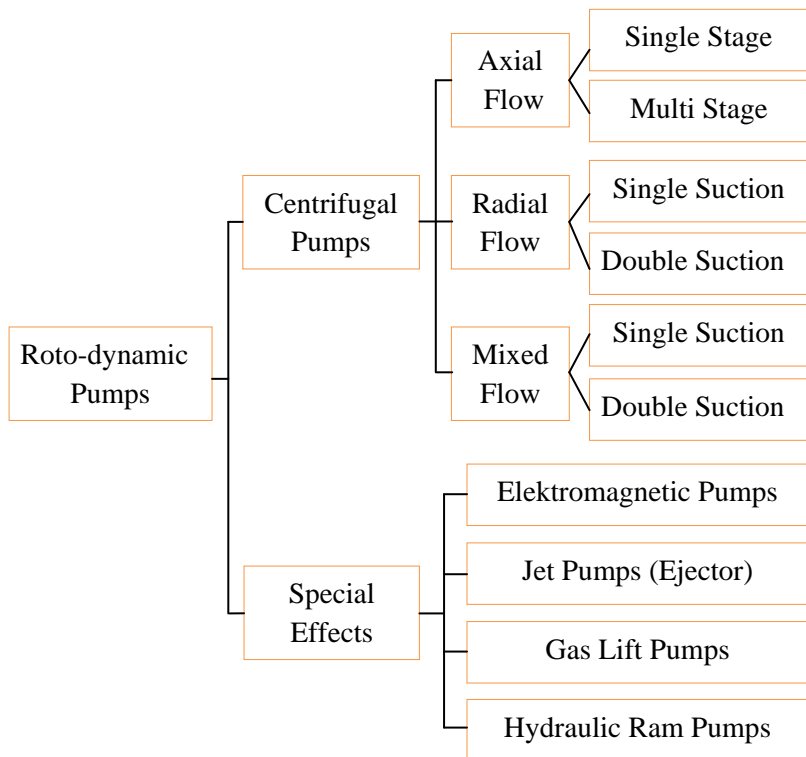 Roto-dynamic
Pumps
Centrifugal
Pumps
Axial
Flow
Single Stage
Multi Stage
Radial
Flow
Single Suction
Double Suction
Mixed
Flow
Single Suction
Double Suction
Special
Effects
Elektromagnetic Pumps
Jet Pumps (Ejector)
Gas Lift Pumps
Hydraulic Ram Pumps